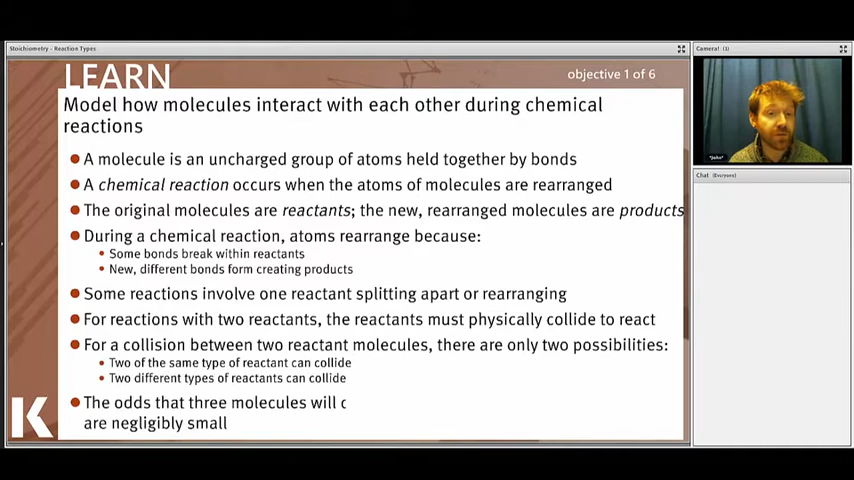 Stoichiometry - Reaction Types
Camera! (1)
LEARN
objective 1 of 6
Model how molecules interact with each other during chemical
reactions
A molecule is an uncharged group of atoms held together by bonds
A chemical reaction occurs when the atoms of molecules are rearranged
The original molecules are reactants; the new, rearranged molecules are products
During a chemical reaction, atoms rearrange because:
Some bonds break within reactants
New, different bonds form creating products
Some reactions involve one reactant splitting apart or rearranging
For reactions with two reactants, the reactants must physically collide to react
For a collision between two reactant molecules, there are only two possibilities:
Two of the same type of reactant can collide
Two different types of reactants can collide
The odds that three molecules will c
are negligibly small
K
*John*
Chat (Everyone)